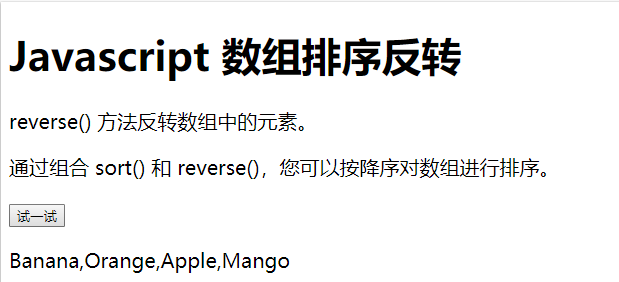 Javascript 数组排序反转
reverse() 方法反转数组中的元素。
通过组合 sort() 和 reverse()，您可以按降序对数组进行排序。
试一试
Banana,Orange,Apple,Mango